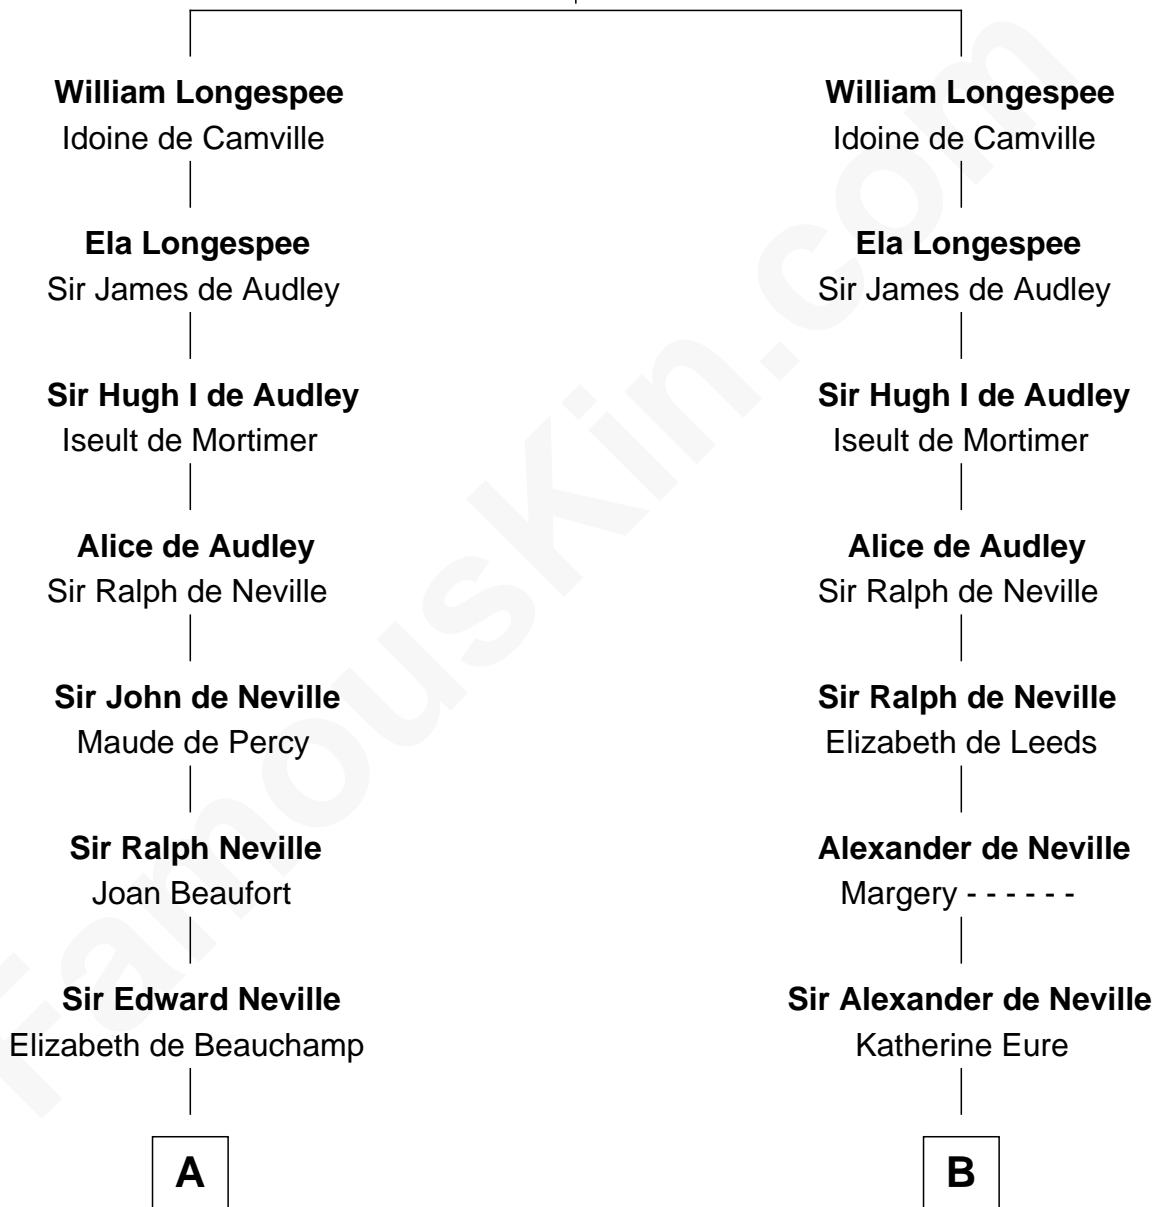 William Longespee
Idoine de Camville
William Longespee
Idoine de Camville
Ela Longespee
Sir James de Audley
Ela Longespee
Sir James de Audley
Sir Hugh I de Audley
Iseult de Mortimer
Sir Hugh I de Audley
Iseult de Mortimer
Alice de Audley
Sir Ralph de Neville
Alice de Audley
Sir Ralph de Neville
Sir John de Neville
Maude de Percy
Sir Ralph de Neville
Elizabeth de Leeds
Sir Ralph Neville
Joan Beaufort
Alexander de Neville
Margery - - - - - -
Sir Edward Neville
Elizabeth de Beauchamp
Sir Alexander de Neville
Katherine Eure
A
B
FamousKin.com